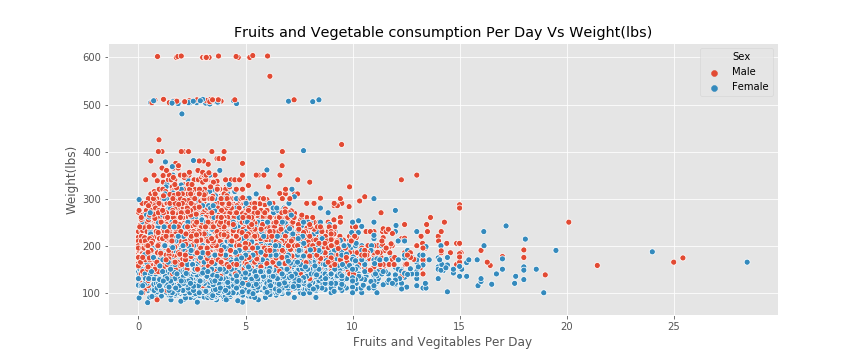 Fruits and Vegetable consumption Per Day Vs Weight(lbs)
Sex
Male
Female
600
500
400
300
200
100
Weight(lbs)
0 5 10 15 20 25
Fruits and Vegitables Per Day